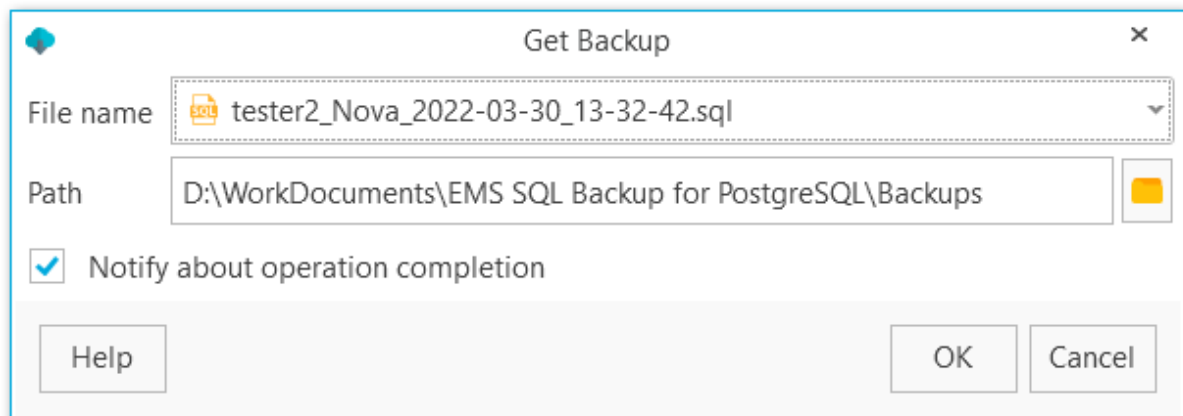 Get Backup
File name
SQL
tester2_Nova_2022-03-30_13-32-42.sql
Path
D:\WorkDocuments\EMS SQL Backup for PostgreSQL\Backups
Notify about operation completion
Help
OK
Cancel